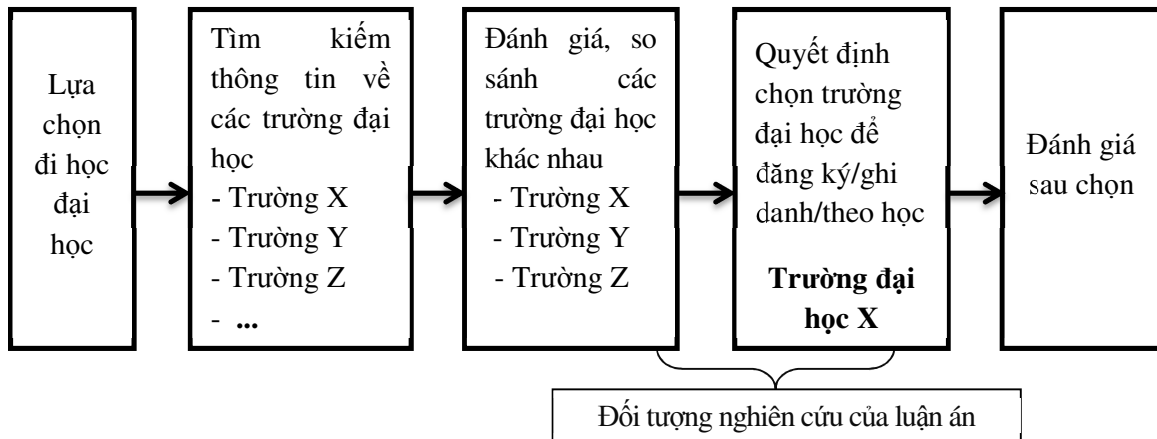 Lựa
chọn
đi học
đại
học
Tìm kiếm
thông tin về
các trường đại
học
- Trường X
- Trường Y
- Trường Z
- ...
Đánh giá, so
sánh các
trường đại học
khác nhau
- Trường X
- Trường Y
- Trường Z
Quyết định
chọn trường
đại học để
đăng ký/ghi
danh/theo học
Trường đại
học X
Đánh giá
sau chọn
Đối tượng nghiên cứu của luận án